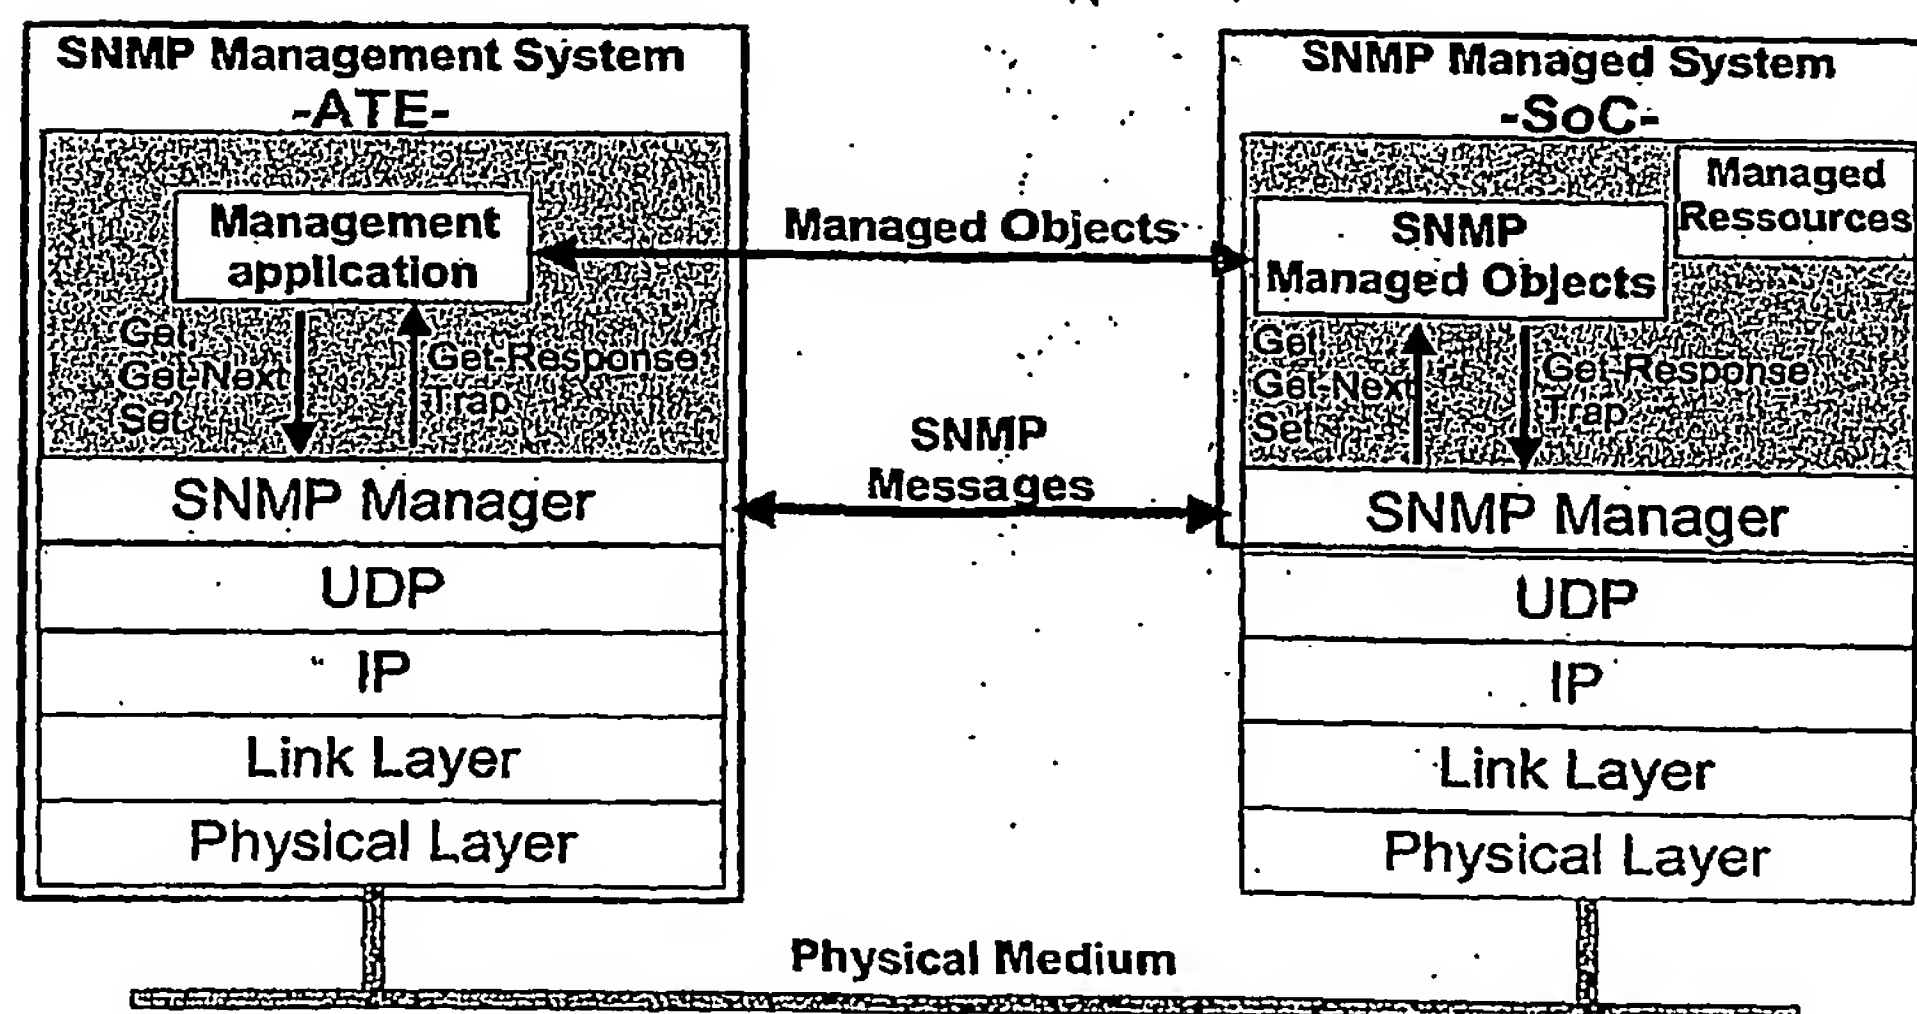 SNMP Management System
-ATE-
Management
application
Get
Get-Next
Set
Get-Response
Trap
SNMP Manager
UDP
IP
Link Layer
Physical Layer
Managed Objects
SNMP
Messages
SNMP Managed System
-SoC-
Managed
Ressources
SNMP
Managed Objects
Get
Get-Next
Set
Get-Response
Trap
SNMP Manager
UDP
IP
Link Layer
Physical Layer
Physical Medium